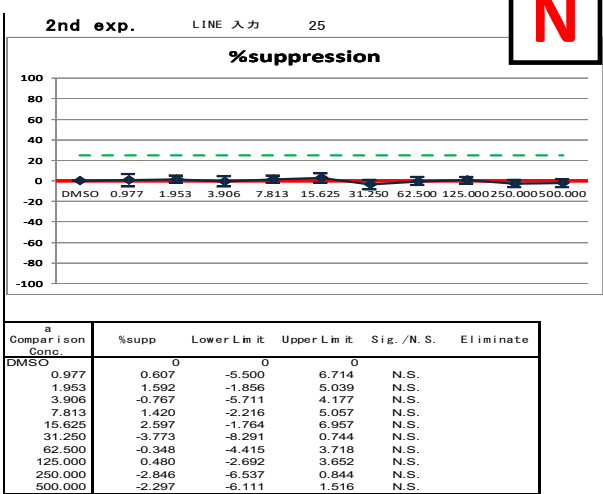 2nd exp. LINE 入力 25
N
%suppression
100
80
60
40
20
0
DMSO 0.977 1.953 3.906 7.813 15.625 31.250 62.500 125.000 250.000 500.000
-20
-40
-60
-80
-100
a
Comparison %supp Lower Limit Upper Limit Sig./N.S. Eliminate
Conc.
DMSO 0 0 0
0.977 0.607 -5.500 6.714 N.S.
1.953 1.592 -1.856 5.039 N.S.
3.906 -0.767 -5.711 4.177 N.S.
7.813 1.420 -2.216 5.057 N.S.
15.625 2.597 -1.764 6.957 N.S.
31.250 -3.773 -8.291 0.744 N.S.
62.500 -0.348 -4.415 3.718 N.S.
125.000 0.480 -2.692 3.652 N.S.
250.000 -2.846 -6.537 0.844 N.S.
500.000 -2.297 -6.111 1.516 N.S.